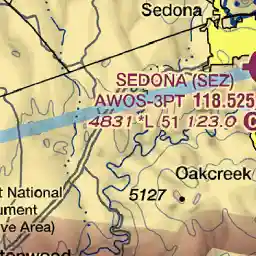 Sedona
SEDONA (SEZ)
AWOS-3PT 118.525
4831 *L 51 123.0 C
Oakcreek
5127
t National
ument
ve Area)